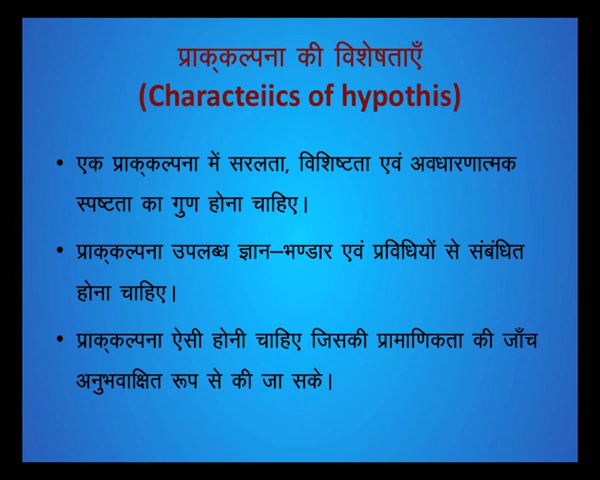 प्राक्कल्पना की विशेषताएँ
(Characteiics of hypothis)
• एक प्राक्कल्पना में सरलता, विशिष्टता एवं अवधारणात्मक
स्पष्टता का गुण होना चाहिए।
• प्राक्कल्पना उपलब्ध ज्ञान–भण्डार एवं प्रविधियों से संबंधित
होना चाहिए।
• प्राक्कल्पना ऐसी होनी चाहिए जिसकी प्रामाणिकता की जाँच
अनुभवाक्षित रूप से की जा सके।